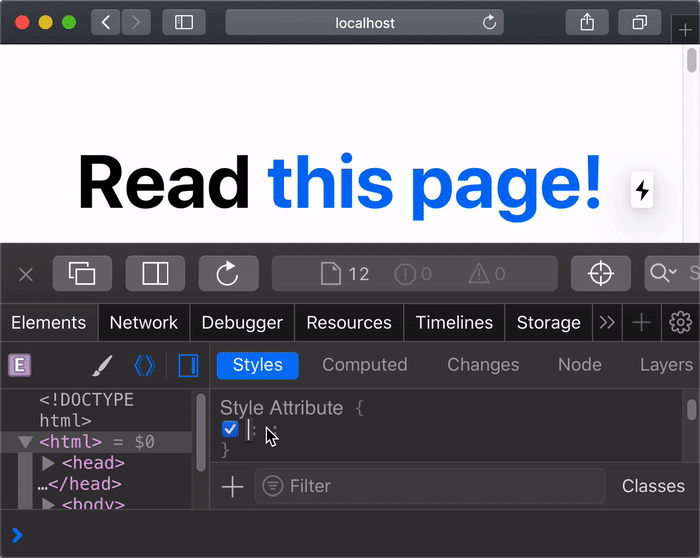 localhost
Read this page!
12 0 0 S
Elements Network Debugger Resources Timelines Storage
E Styles Computed Changes Node Layers
<!DOCTYPE
html>
<html> = $0
<head>
…</head>
<body>
Style Attribute {
: ;
}
Filter Classes